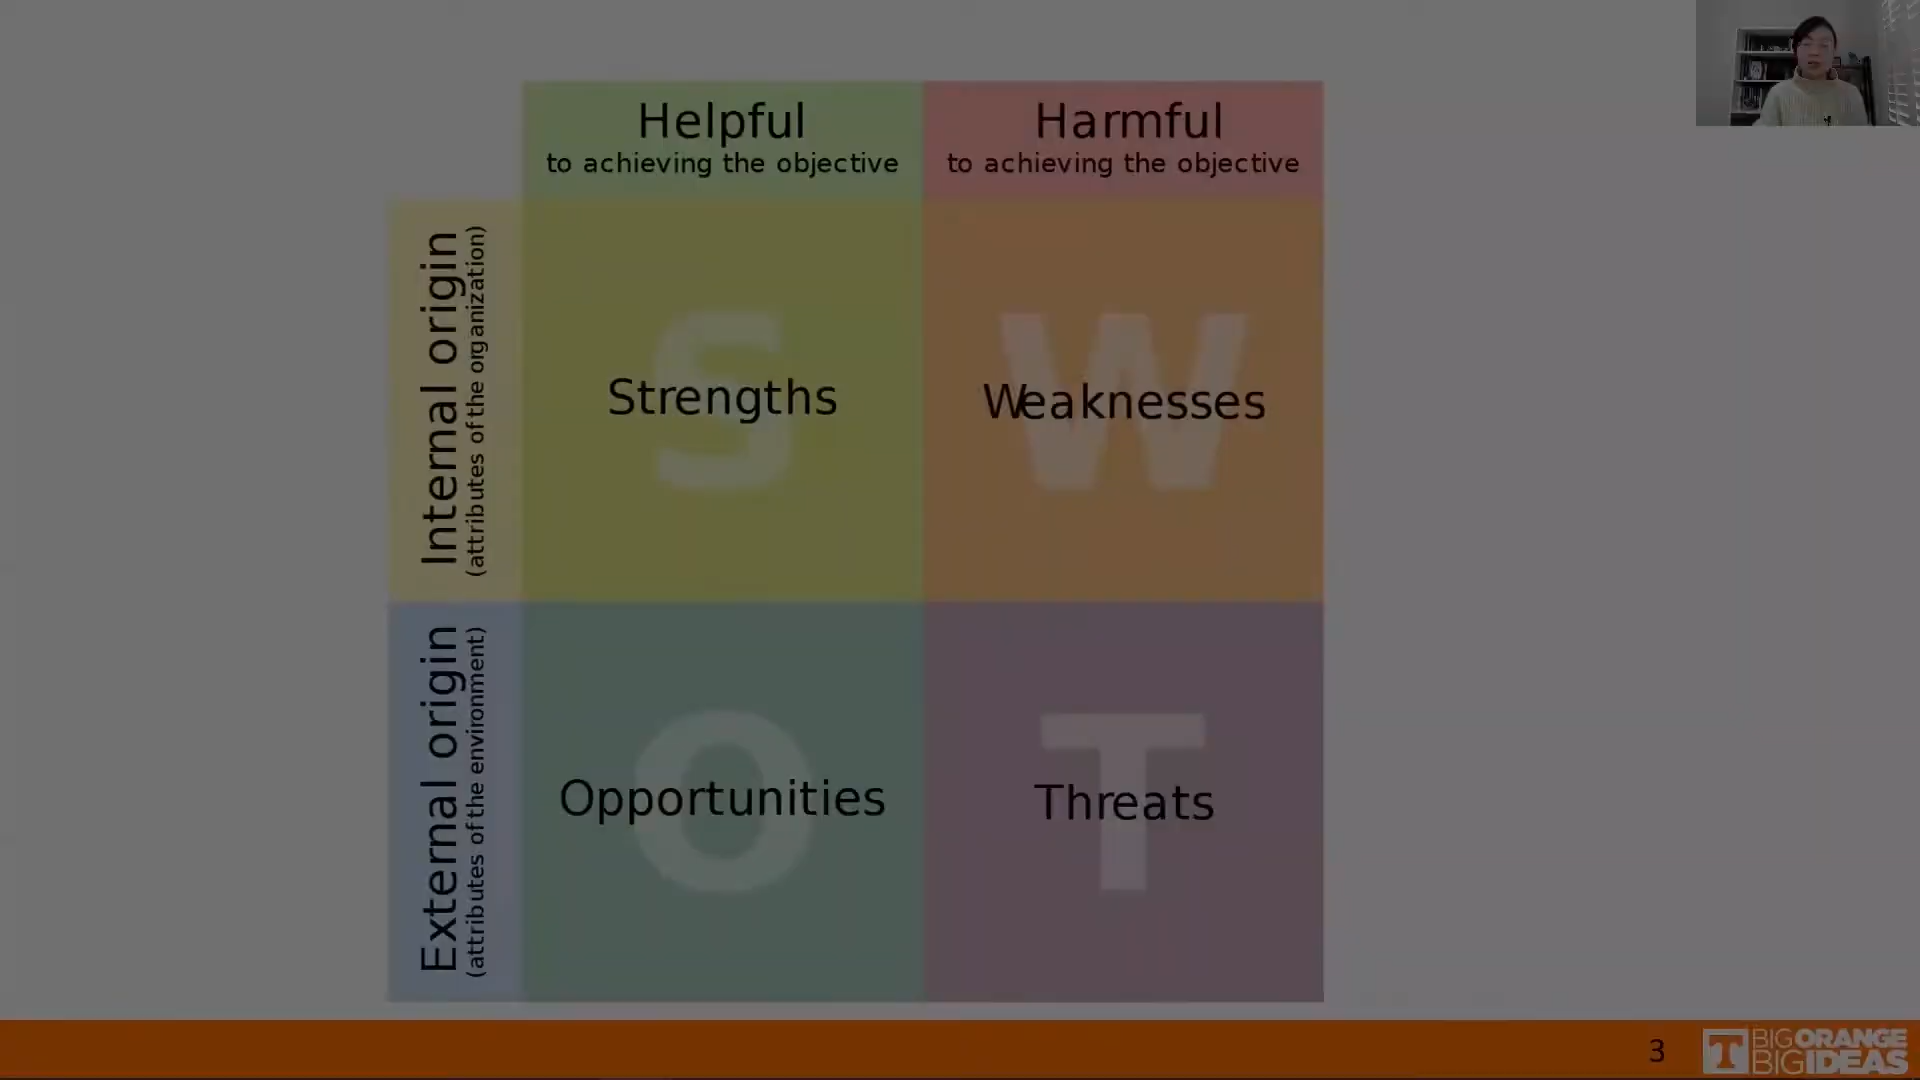 Helpful
to achieving the objective
Harmful
to achieving the objective
Internal origin
(attributes of the organization)
S
Strengths
W
Weaknesses
External origin
(attributes of the environment)
O
Opportunities
T
Threats
3
T
BIG ORANGE
BIG IDEAS